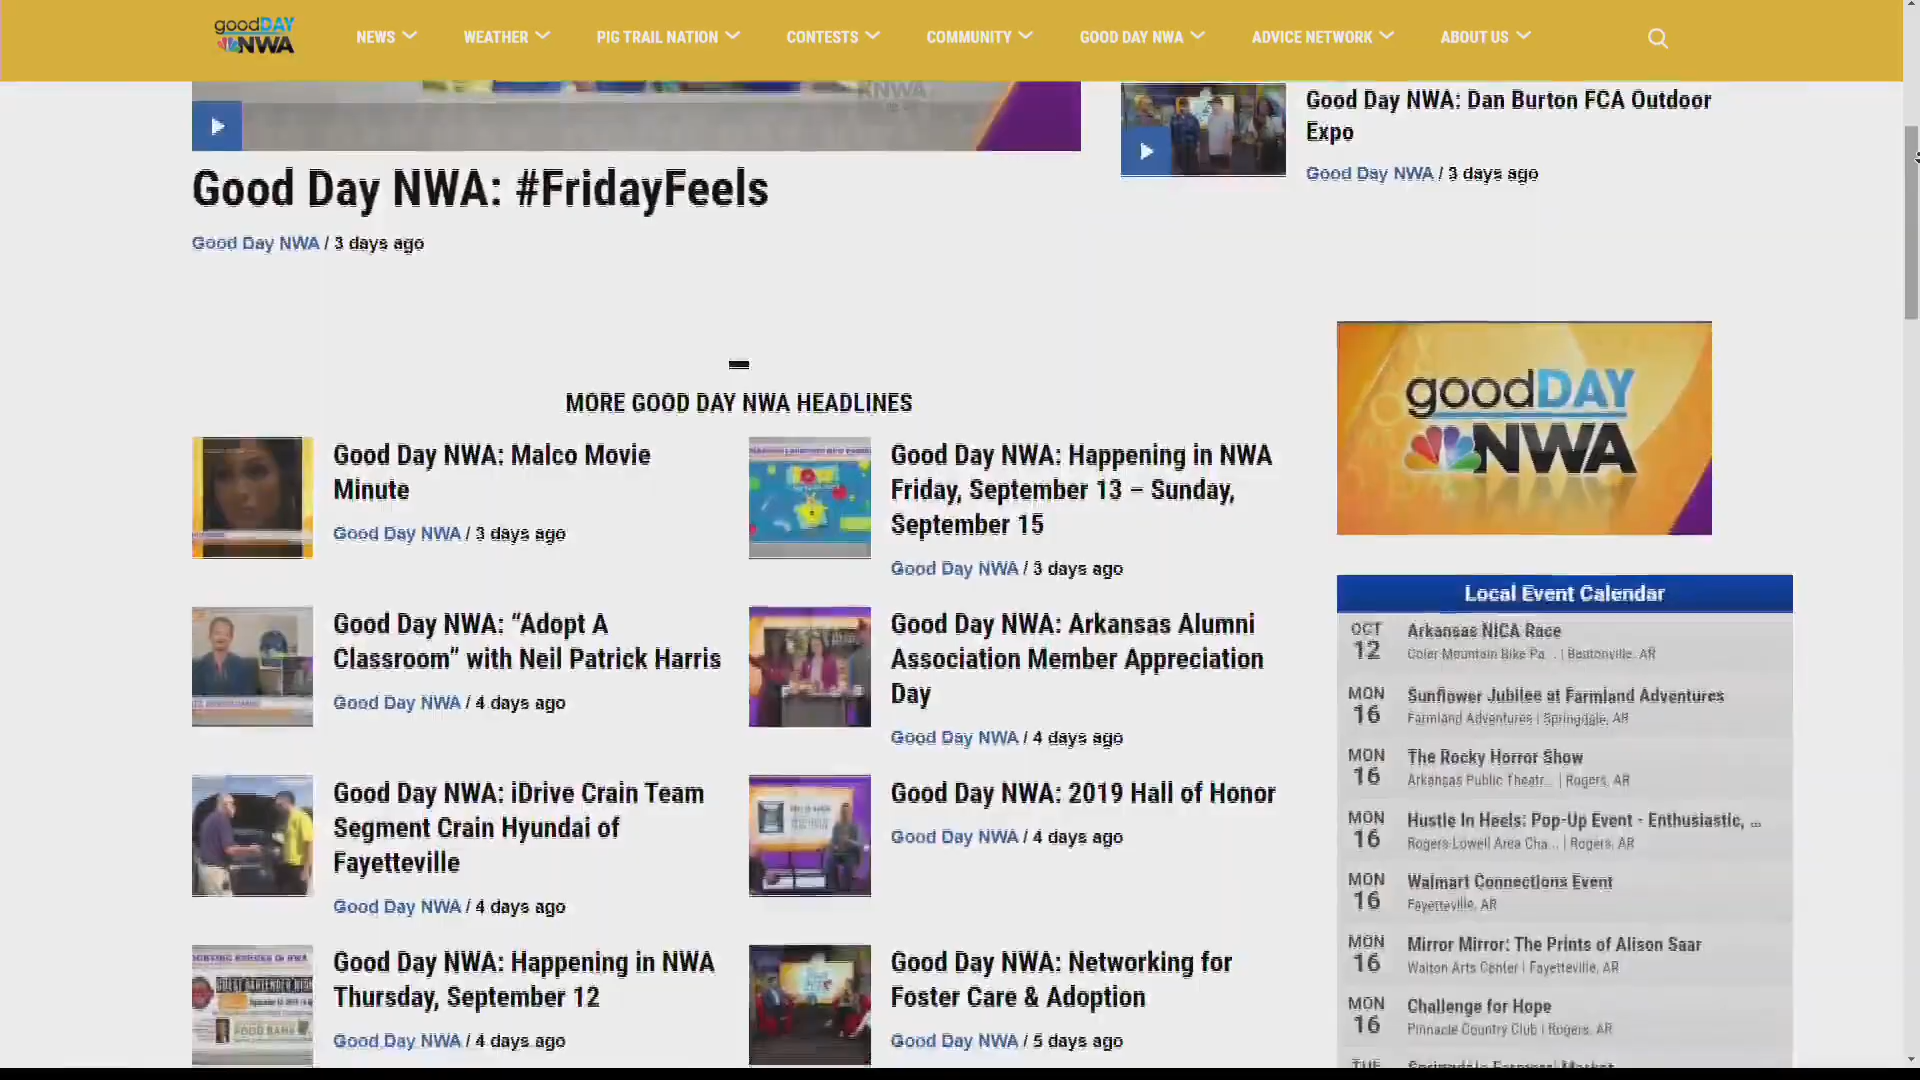 goodDAY
NWA
NEWS
WEATHER
PIG TRAIL NATION
CONTESTS
COMMUNITY
GOOD DAY NWA
ADVICE NETWORK
ABOUT US
KNWA
Good Day NWA: #FridayFeels
Good Day NWA / 3 days ago
Good Day NWA: Dan Burton FCA Outdoor
Expo
Good Day NWA / 3 days ago
MORE GOOD DAY NWA HEADLINES
Good Day NWA: Malco Movie
Minute
Good Day NWA / 3 days ago
Good Day NWA: Happening in NWA
Friday, September 13 – Sunday,
September 15
Good Day NWA / 3 days ago
Good Day NWA: “Adopt A
Classroom” with Neil Patrick Harris
Good Day NWA / 4 days ago
Good Day NWA: Arkansas Alumni
Association Member Appreciation
Day
Good Day NWA / 4 days ago
Good Day NWA: iDrive Crain Team
Segment Crain Hyundai of
Fayetteville
Good Day NWA / 4 days ago
Good Day NWA: 2019 Hall of Honor
Good Day NWA / 4 days ago
Good Day NWA: Happening in NWA
Thursday, September 12
Good Day NWA / 4 days ago
Good Day NWA: Networking for
Foster Care & Adoption
Good Day NWA / 5 days ago
goodDAY
NWA
Local Event Calendar
OCT
12
Arkansas NICA Race
Coler Mountain Bike Pa... | Bentonville, AR
MON
16
Sunflower Jubilee at Farmland Adventures
Farmland Adventures | Springdale, AR
MON
16
The Rocky Horror Show
Arkansas Public Theatr... | Rogers, AR
MON
16
Hustle In Heels: Pop-Up Event - Enthusiastic, ...
Rogers-Lowell Area Cha... | Rogers, AR
MON
16
Walmart Connections Event
Fayetteville, AR
MON
16
Mirror Mirror: The Prints of Alison Saar
Walton Arts Center | Fayetteville, AR
MON
16
Challenge for Hope
Pinnacle Country Club | Rogers, AR
TUE